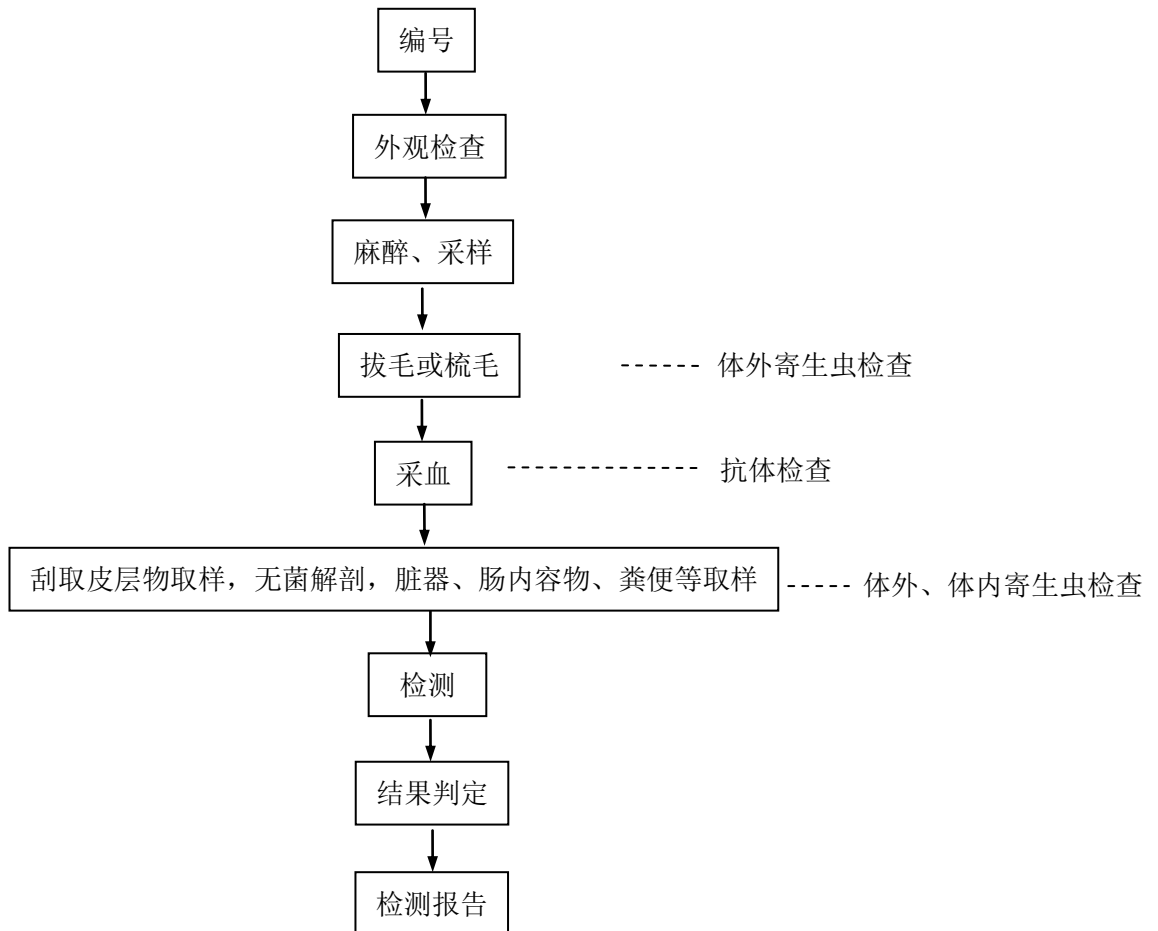 编号
外观检查
麻醉、采样
拔毛或梳毛 ------ 体外寄生虫检查
采血 -------------- 抗体检查
刮取皮层物取样，无菌解剖，脏器、肠内容物、粪便等取样 ----- 体外、体内寄生虫检查
检测
结果判定
检测报告